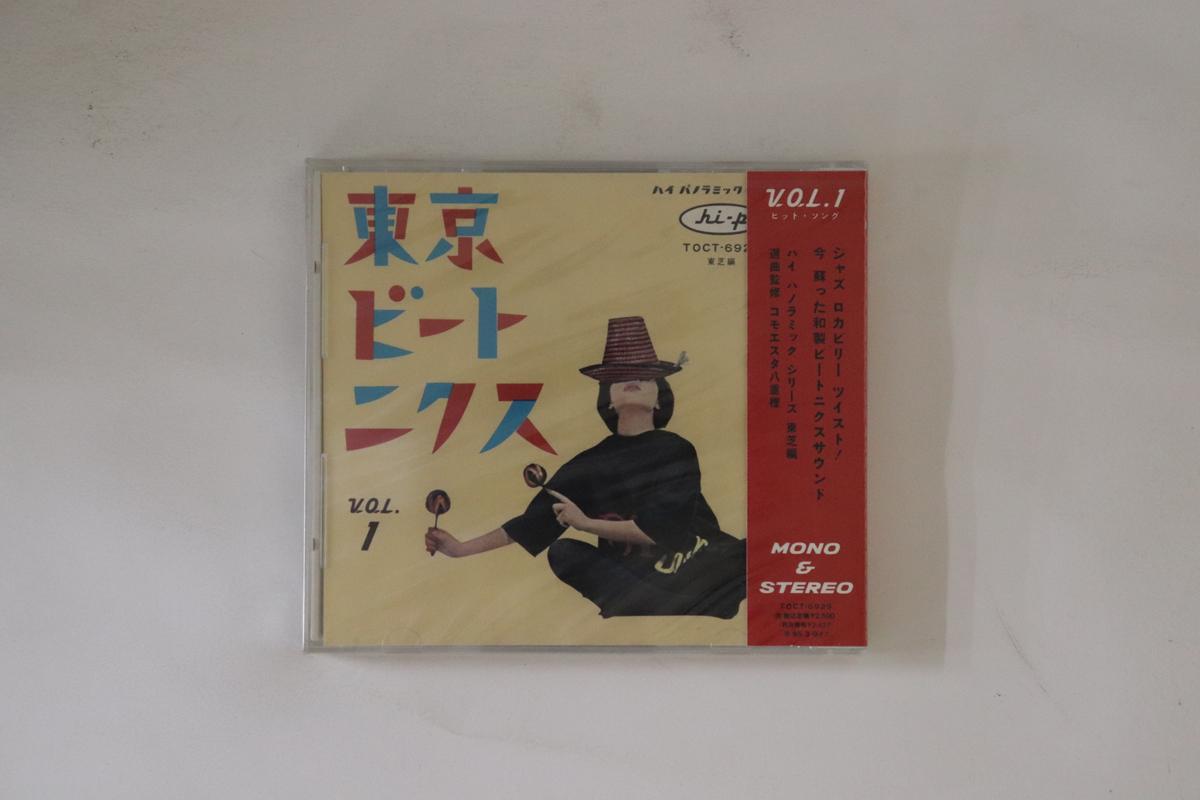 東京
ビート
ニクス
V.O.L.
1
ハイ パノラミック
hi-p
TOCT-692
東芝編
V.O.L.1
ヒット・ソング
ジャズ ロカビリー ツイスト!
今 蘇った和製ビートニクスサウンド
ハイ パノラミック シリーズ 東芝編
選曲監修 コモエスタ八重樫
MONO
&
STEREO
TOCT-6929